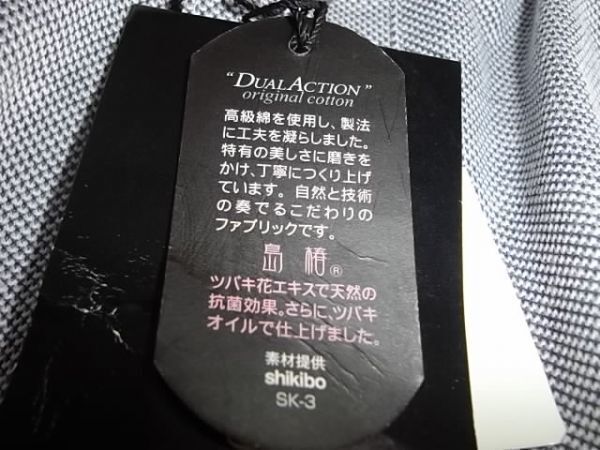 "DUAL ACTION"
original cotton
高級綿を使用し、製法
に工夫を凝らしました。
特有の美しさに磨きを
かけ、丁寧につくり上げ
ています。自然と技術
の奏でるこだわりの
ファブリックです。
島椿®
ツバキ花エキスで天然の
抗菌効果。さらに、ツバキ
オイルで仕上げました。
素材提供
shikibo
SK-3